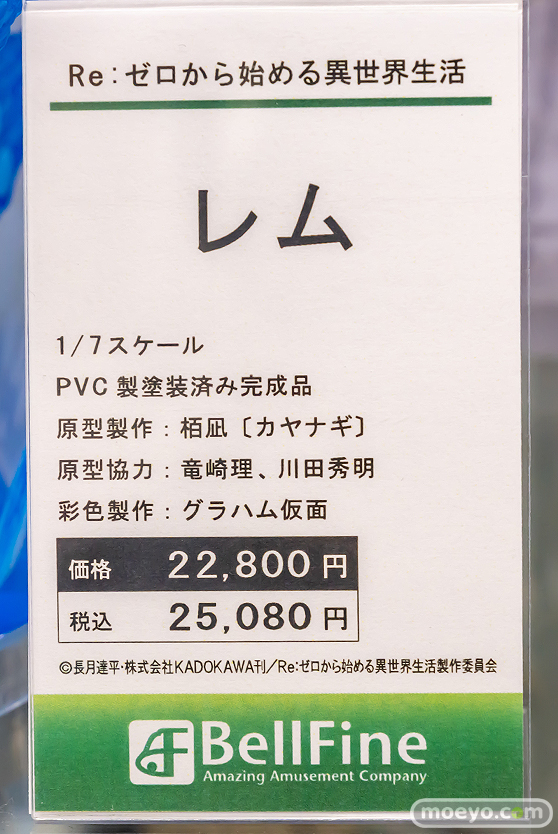 Re:ゼロから始める異世界生活
レム
1/7スケール
PVC製塗装済み完成品
原型製作：栢凪〔カヤナギ〕
原型協力：竜崎理、川田秀明
彩色製作：グラハム仮面
価格 22,800円
税込 25,080円
©長月達平・株式会社KADOKAWA刊／Re:ゼロから始める異世界生活製作委員会
BellFine
Amazing Amusement Company
moeyo.com